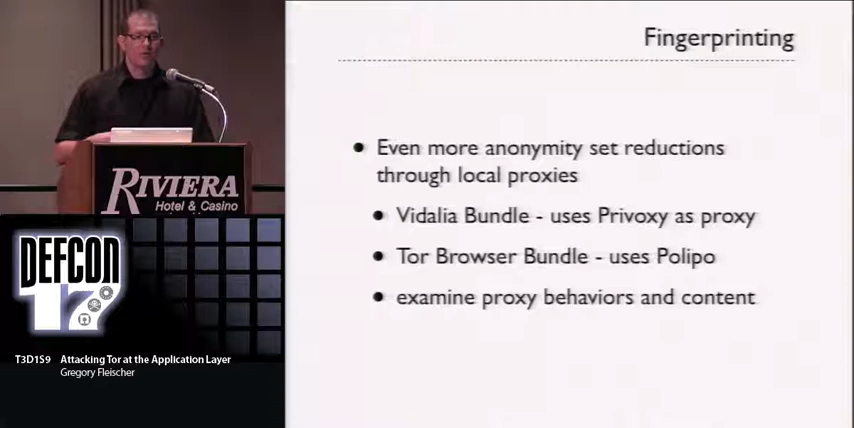 Fingerprinting
● Even more anonymity set reductions
through local proxies
● Vidalia Bundle - uses Privoxy as proxy
● Tor Browser Bundle - uses Polipo
● examine proxy behaviors and content
RIVIERA
Hotel & Casino
DEFCON
17
T3D1S9 Attacking Tor at the Application Layer
Gregory Fleischer